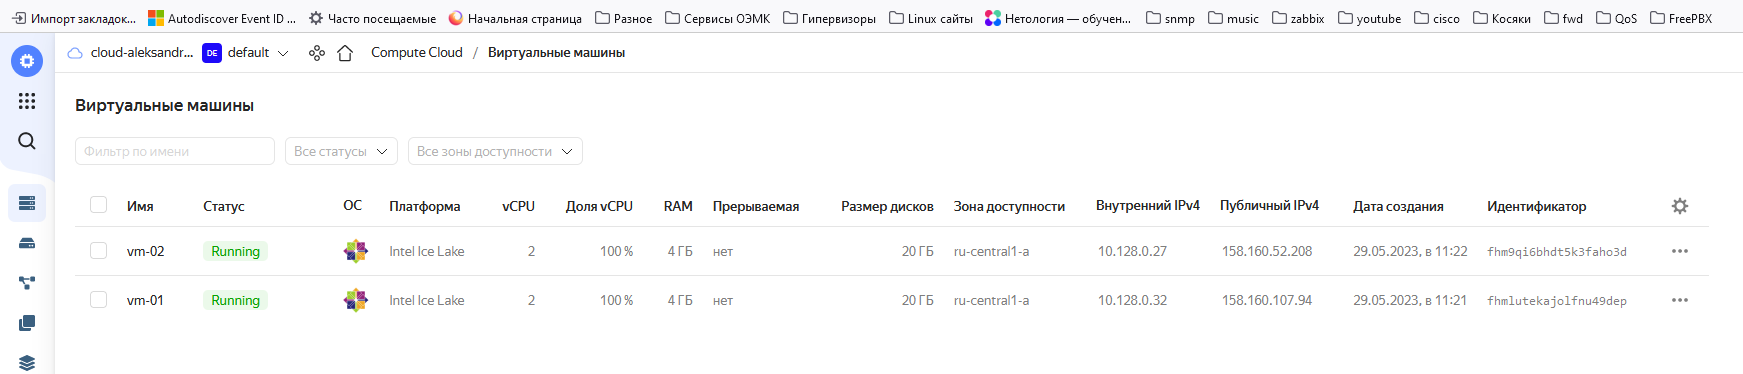 Импорт закладок... Autodiscover Event ID ... Часто посещаемые Начальная страница Разное Сервисы ОЭМК Гипервизоры Linux сайты Нетология — обучен... snmp music zabbix youtube cisco Косяки fwd QoS FreePBX
cloud-aleksandr... DE default Compute Cloud / Виртуальные машины
Виртуальные машины
Фильтр по имени Все статусы Все зоны доступности
Имя Статус ОС Платформа vCPU Доля vCPU RAM Прерываемая Размер дисков Зона доступности Внутренний IPv4 Публичный IPv4 Дата создания Идентификатор
vm-02 Running Intel Ice Lake 2 100 % 4 ГБ нет 20 ГБ ru-central1-a 10.128.0.27 158.160.52.208 29.05.2023, в 11:22 fhm9qi6bhdt5k3faho3d
vm-01 Running Intel Ice Lake 2 100 % 4 ГБ нет 20 ГБ ru-central1-a 10.128.0.32 158.160.107.94 29.05.2023, в 11:21 fhmlutekajolfnu49dep